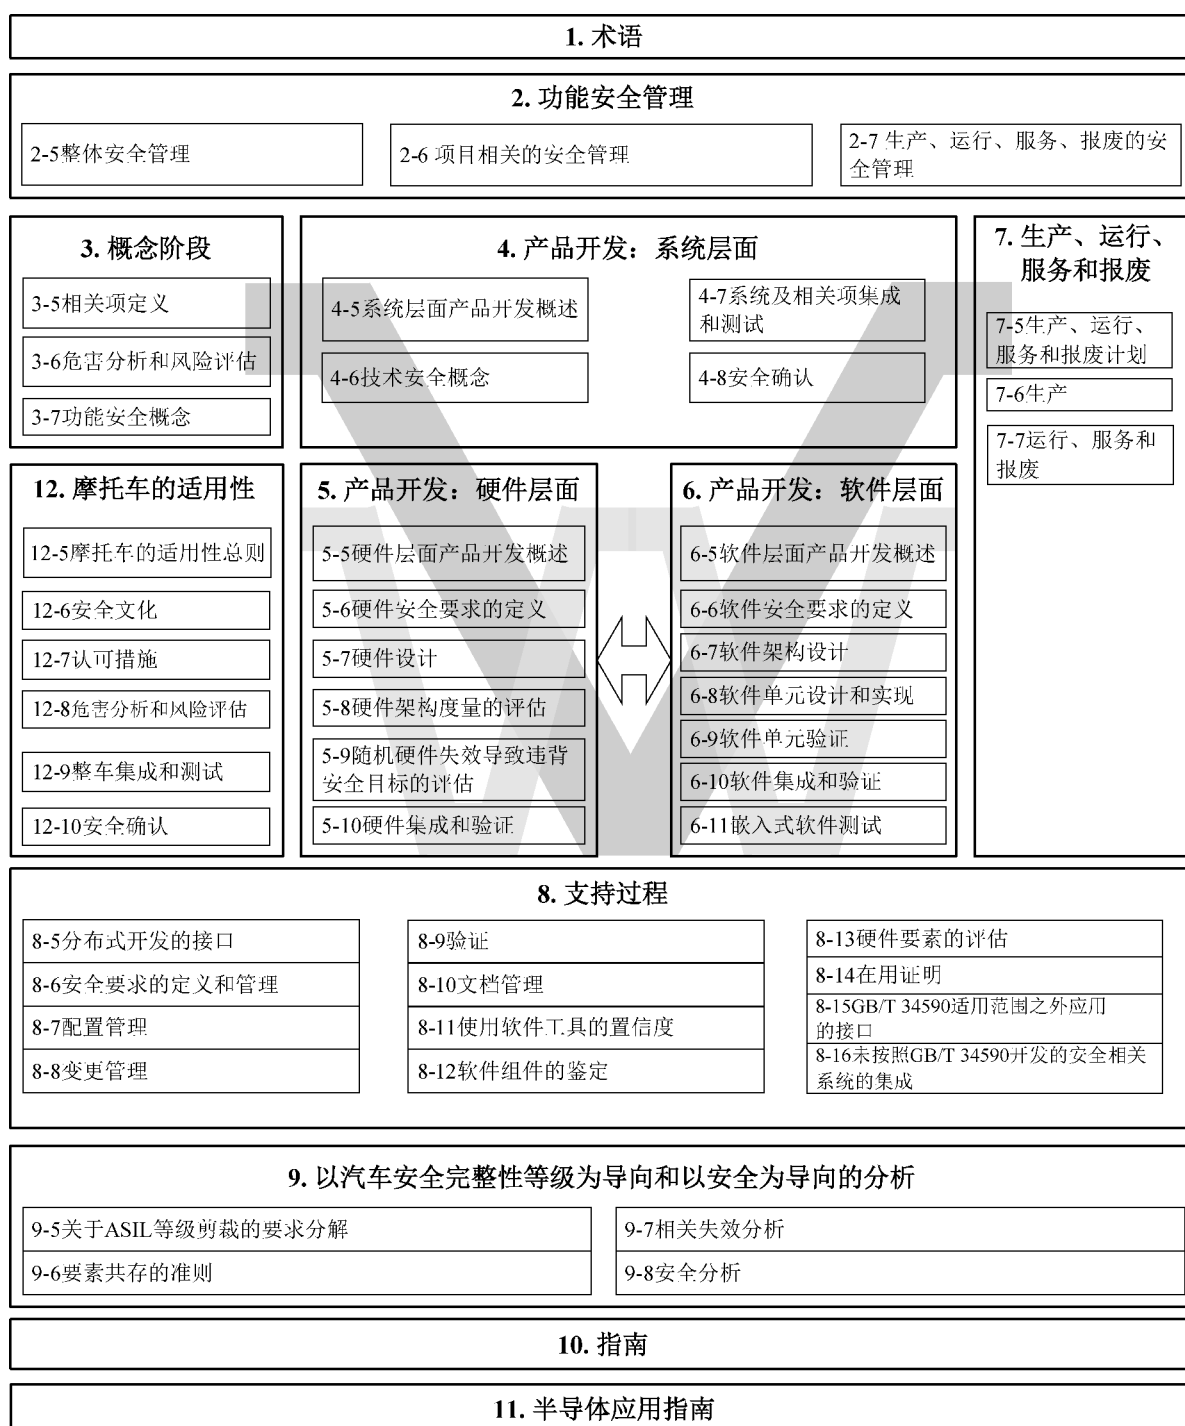 1. 术语
2. 功能安全管理
2-5整体安全管理
2-6 项目相关的安全管理
2-7 生产、运行、服务、报废的安
全管理
3. 概念阶段
3-5相关项定义
3-6危害分析和风险评估
3-7功能安全概念
4. 产品开发：系统层面
4-5系统层面产品开发概述
4-6技术安全概念
4-7系统及相关项集成
和测试
4-8安全确认
7. 生产、运行、
服务和报废
7-5生产、运行、
服务和报废计划
7-6生产
7-7运行、服务和
报废
12. 摩托车的适用性
12-5摩托车的适用性总则
12-6安全文化
12-7认可措施
12-8危害分析和风险评估
12-9整车集成和测试
12-10安全确认
5. 产品开发：硬件层面
5-5硬件层面产品开发概述
5-6硬件安全要求的定义
5-7硬件设计
5-8硬件架构度量的评估
5-9随机硬件失效导致违背
安全目标的评估
5-10硬件集成和验证
6. 产品开发：软件层面
6-5软件层面产品开发概述
6-6软件安全要求的定义
6-7软件架构设计
6-8软件单元设计和实现
6-9软件单元验证
6-10软件集成和验证
6-11嵌入式软件测试
8. 支持过程
8-5分布式开发的接口
8-6安全要求的定义和管理
8-7配置管理
8-8变更管理
8-9验证
8-10文档管理
8-11使用软件工具的置信度
8-12软件组件的鉴定
8-13硬件要素的评估
8-14在用证明
8-15GB/T 34590适用范围之外应用
的接口
8-16未按照GB/T 34590开发的安全相关
系统的集成
9. 以汽车安全完整性等级为导向和以安全为导向的分析
9-5关于ASIL等级剪裁的要求分解
9-6要素共存的准则
9-7相关失效分析
9-8安全分析
10. 指南
11. 半导体应用指南